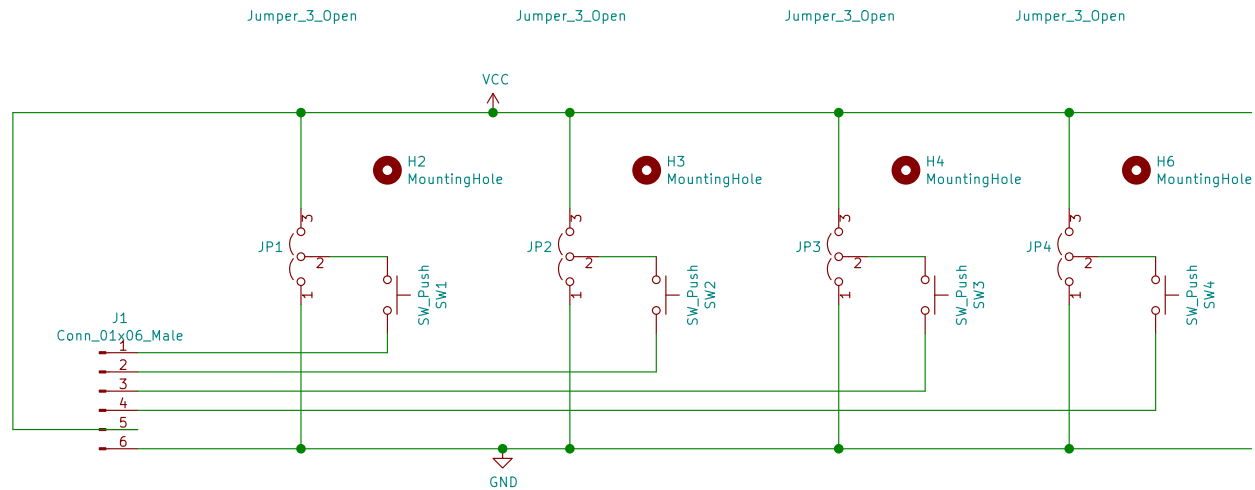 Jumper_3_Open
Jumper_3_Open
Jumper_3_Open
Jumper_3_Open
VCC
H2
MountingHole
H3
MountingHole
H4
MountingHole
H6
MountingHole
3
JP1
2
1
SW_Push
SW1
3
JP2
2
1
SW_Push
SW2
3
JP3
2
1
SW_Push
SW3
3
JP4
2
1
SW_Push
SW4
J1
Conn_01x06_Male
1
2
3
4
5
6
GND